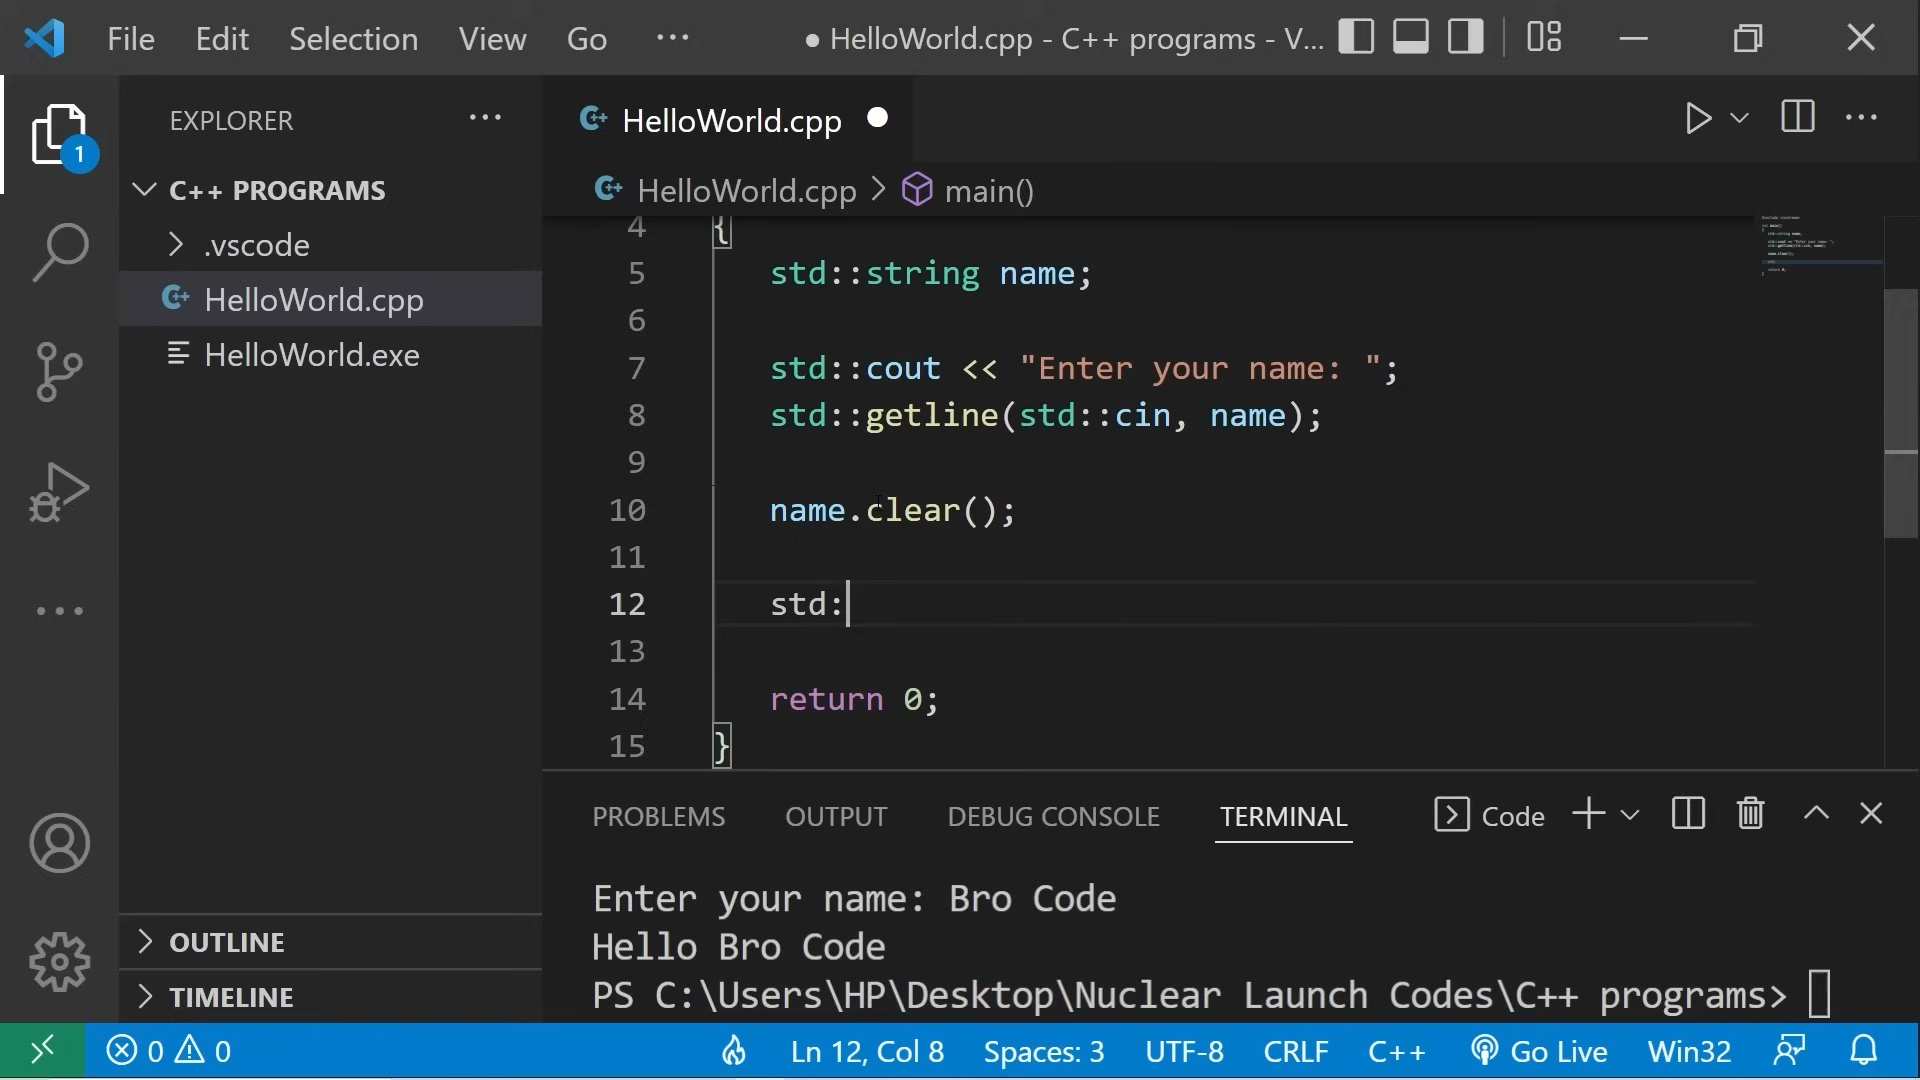 File Edit Selection View Go ··· ● HelloWorld.cpp - C++ programs - V...
EXPLORER ···
C++ PROGRAMS
.vscode
HelloWorld.cpp
HelloWorld.exe
OUTLINE
TIMELINE
1
HelloWorld.cpp ●
HelloWorld.cpp > main()
4 {
5 std::string name;
6
7 std::cout << "Enter your name: ";
8 std::getline(std::cin, name);
9
10 name.clear();
11
12 std:
13
14 return 0;
15 }
PROBLEMS OUTPUT DEBUG CONSOLE TERMINAL Code
Enter your name: Bro Code
Hello Bro Code
PS C:\Users\HP\Desktop\Nuclear Launch Codes\C++ programs>
0 0 Ln 12, Col 8 Spaces: 3 UTF-8 CRLF C++ Go Live Win32